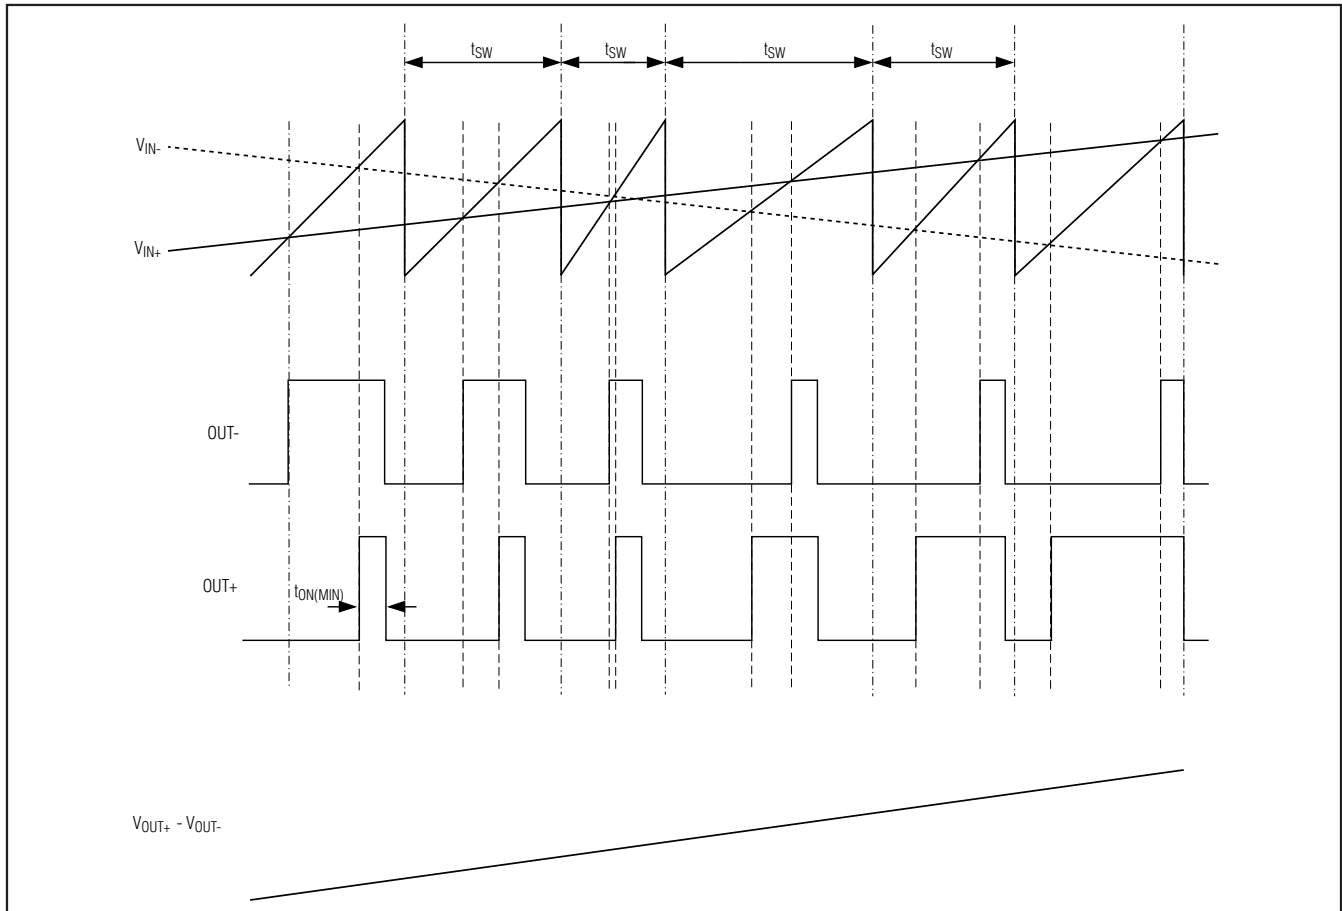 tSW tSW tSW tSW
VIN-
VIN+
OUT-
OUT+
tON(MIN)
VOUT+ - VOUT-